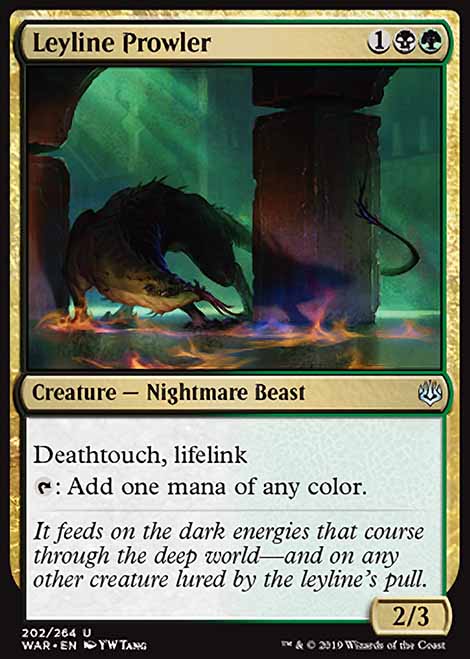 Leyline Prowler 1
Creature — Nightmare Beast
Deathtouch, lifelink
: Add one mana of any color.
It feeds on the dark energies that course
through the deep world—and on any
other creature lured by the leyline's pull.
2/3
202/264 U
WAR • EN YW Tang
™ & © 2019 Wizards of the Coast